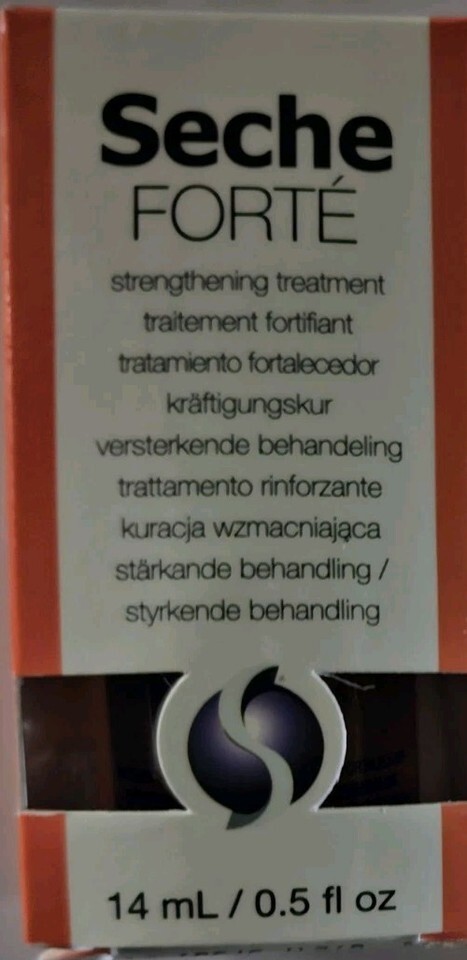 Seche
FORTÉ
strengthening treatment
traitement fortifiant
tratamiento fortalecedor
kräftigungskur
versterkende behandeling
trattamento rinforzante
kuracja wzmacniająca
stärkande behandling /
styrkende behandling
14 mL / 0.5 fl oz